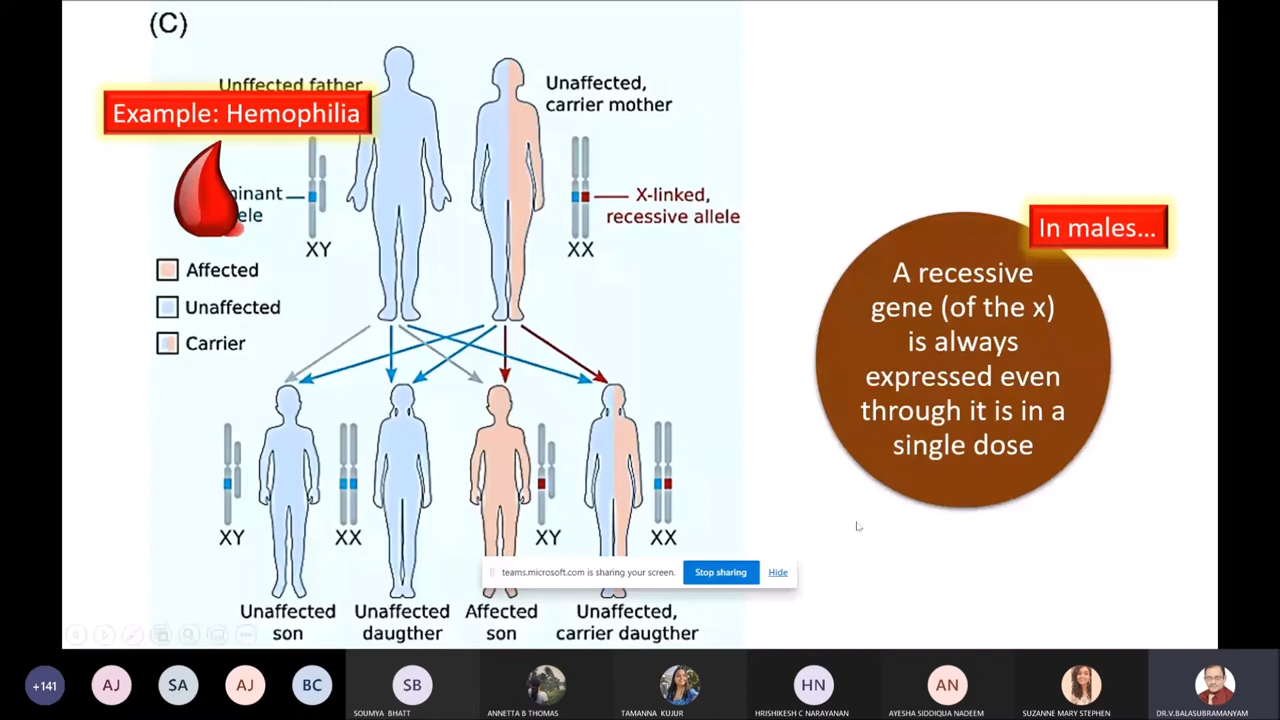 (C)
Unffected father
Example: Hemophilia
Unaffected,
carrier mother
X-linked,
recessive allele
XY
XX
Affected
Unaffected
Carrier
In males...
A recessive
gene (of the x)
is always
expressed even
through it is in a
single dose
XY
XX
XY
XX
teams.microsoft.com is sharing your screen.
Stop sharing
Hide
Unaffected
son
Unaffected
daugther
Affected
son
Unaffected,
carrier daugther
+141
AJ
SA
AJ
BC
SB
HN
AN
SOUMYA BHATT
ANNETTA B THOMAS
TAMANNA KUJUR
HRISHIKESH C NARAYANAN
AYESHA SIDDIQUA NADEEM
SUZANNE MARY STEPHEN
DR.V.BALASUBRAMANYAM